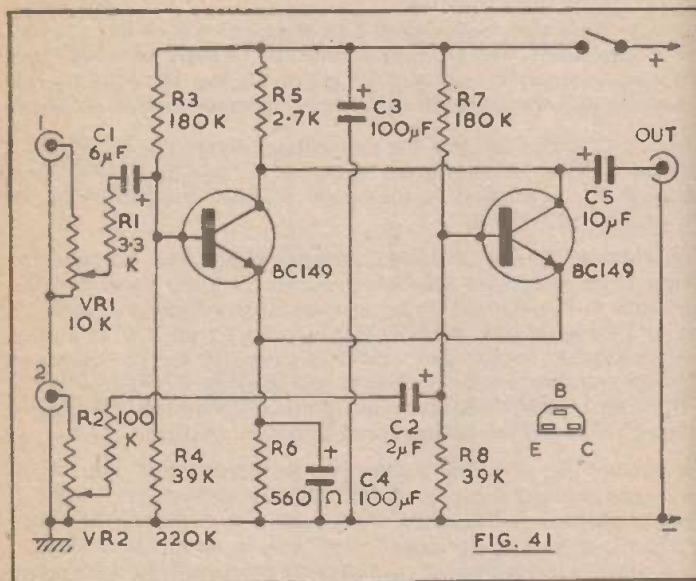 +
R3
180K
R5
2·7K
+
C3
100µF
R7
180K
1
C1
6µF
+
R1
3·3
K
VR1
10K
BC149
OUT
+
C5
10µF
BC149
2
R2
100
K
+
C2
2µF
B
E C
R4
39K
R6
560Ω
+
C4
100µF
R8
39K
VR2 220K
FIG. 41
-